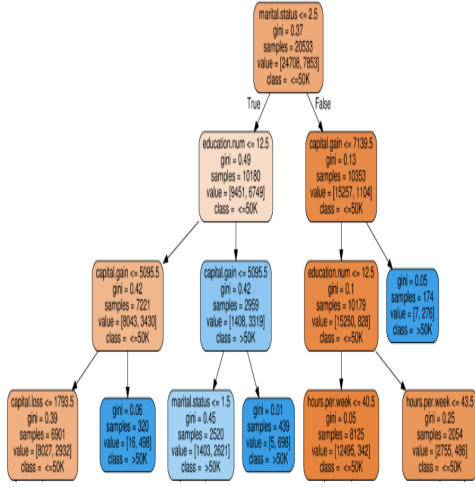 marital.status <= 2.5
gini = 0.37
samples = 20533
value = [24708, 7853]
class = <=50K
True
False
education.num <= 12.5
gini = 0.49
samples = 10180
value = [9451, 6749]
class = <=50K
capital.gain <= 7139.5
gini = 0.13
samples = 10353
value = [15257, 1104]
class = <=50K
capital.gain <= 5095.5
gini = 0.42
samples = 7221
value = [8043, 3430]
class = <=50K
capital.gain <= 5095.5
gini = 0.42
samples = 2959
value = [1408, 3319]
class = >50K
education.num <= 12.5
gini = 0.1
samples = 10179
value = [15250, 828]
class = <=50K
gini = 0.05
samples = 174
value = [7, 276]
class = >50K
capital.loss <= 1793.5
gini = 0.39
samples = 6901
value = [8027, 2932]
class = <=50K
gini = 0.06
samples = 320
value = [16, 498]
class = >50K
marital.status <= 1.5
gini = 0.45
samples = 2520
value = [1403, 2621]
class = >50K
gini = 0.01
samples = 439
value = [5, 698]
class = >50K
hours.per.week <= 40.5
gini = 0.05
samples = 8125
value = [12495, 342]
class = <=50K
hours.per.week <= 43.5
gini = 0.25
samples = 2054
value = [2755, 486]
class = <=50K